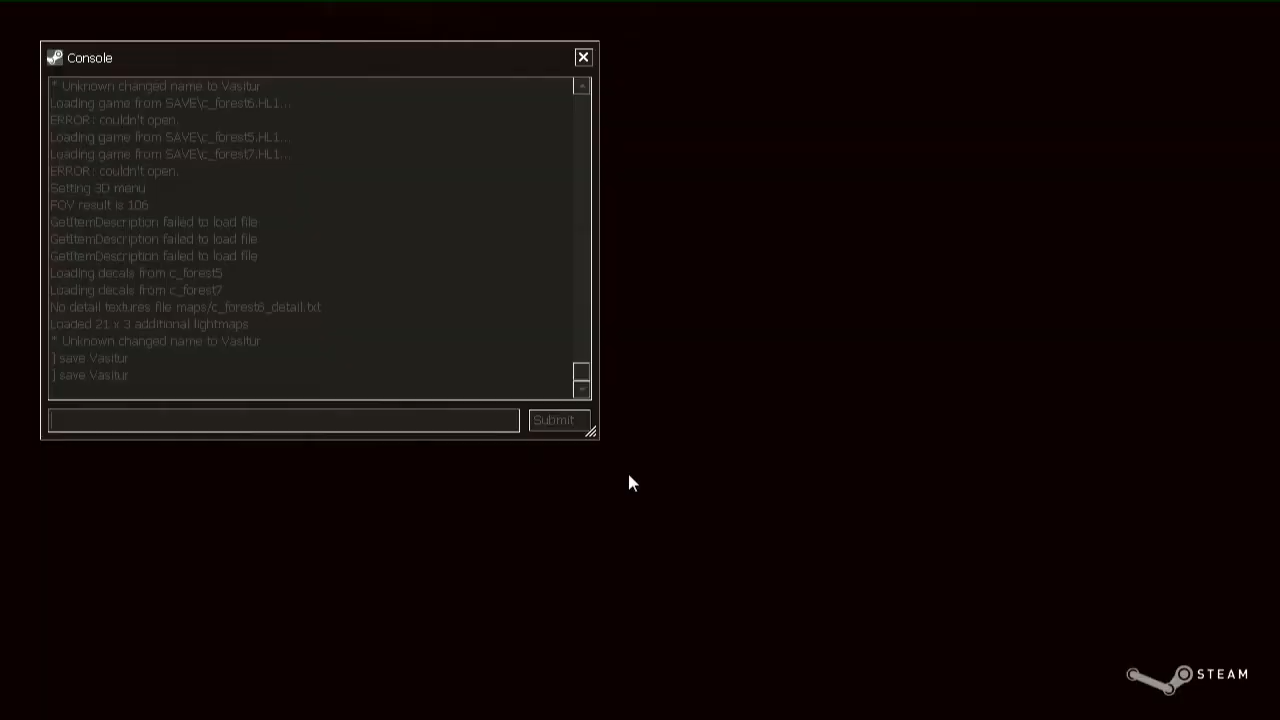 Console
* Unknown changed name to Vasitur
Loading game from SAVE\c_forest6.HL1...
ERROR: couldn't open.
Loading game from SAVE\c_forest5.HL1...
Loading game from SAVE\c_forest7.HL1...
ERROR: couldn't open.
Setting 3D menu
FOV result is 106
GetItemDescription failed to load file
GetItemDescription failed to load file
GetItemDescription failed to load file
Loading decals from c_forest5
Loading decals from c_forest7
No detail textures file maps/c_forest6_detail.txt
Loaded 21 x 3 additional lightmaps
* Unknown changed name to Vasitur
] save Vasitur
] save Vasitur
Submit
STEAM